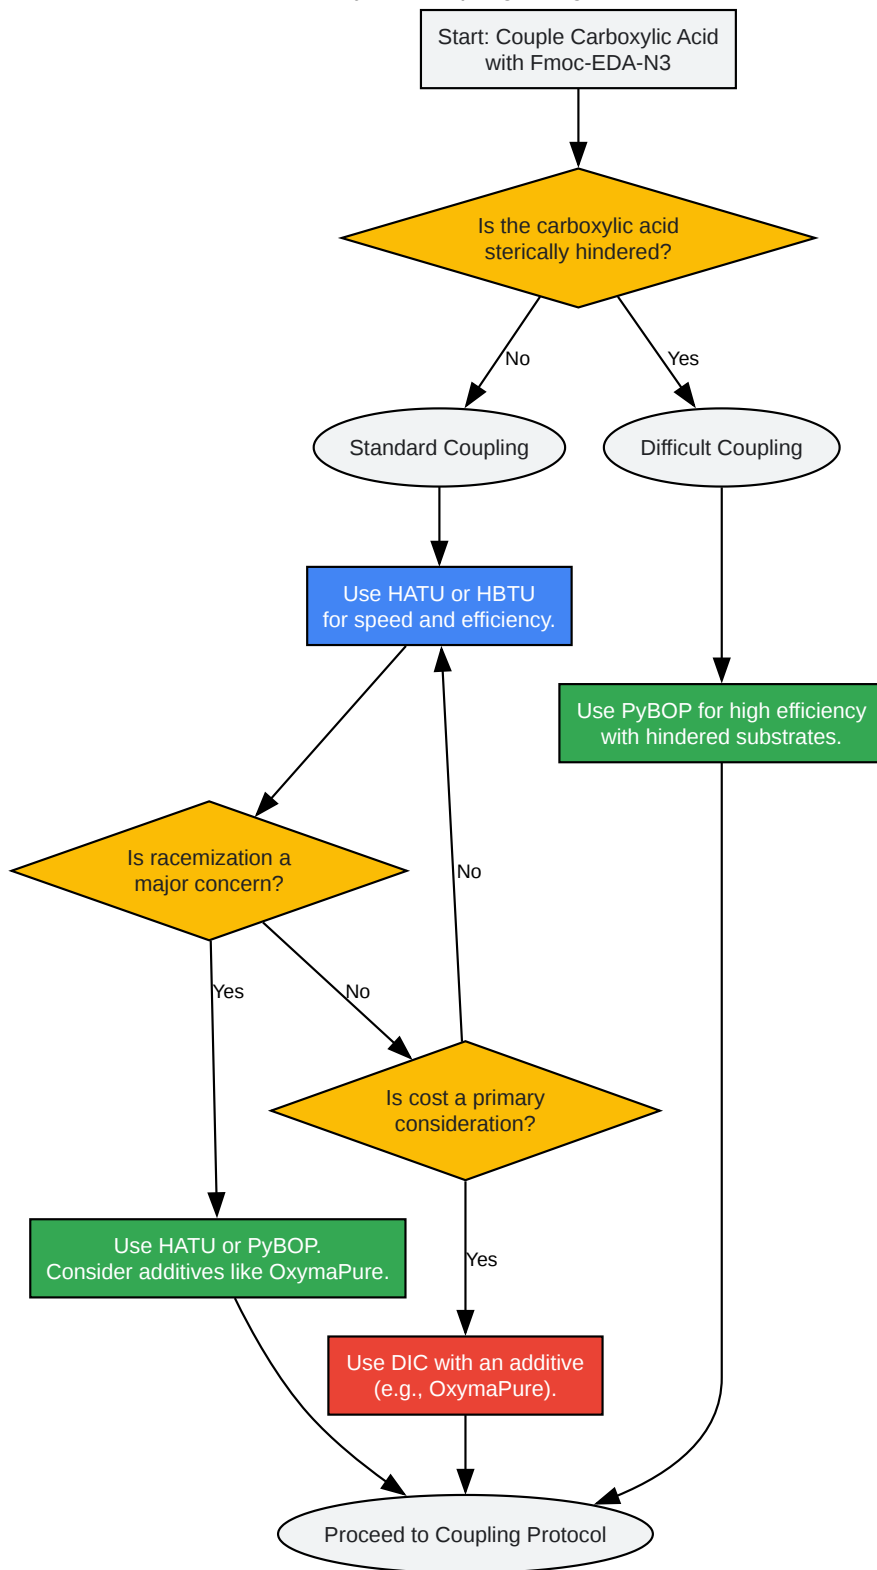 Start: Couple Carboxylic Acid
with Fmoc-EDA-N3
Is the carboxylic acid
sterically hindered?
No
Yes
Standard Coupling
Difficult Coupling
Use HATU or HBTU
for speed and efficiency.
Use PyBOP for high efficiency
with hindered substrates.
Is racemization a
major concern?
No
Yes
No
Is cost a primary
consideration?
Use HATU or PyBOP.
Consider additives like OxymaPure.
Yes
Use DIC with an additive
(e.g., OxymaPure).
Proceed to Coupling Protocol